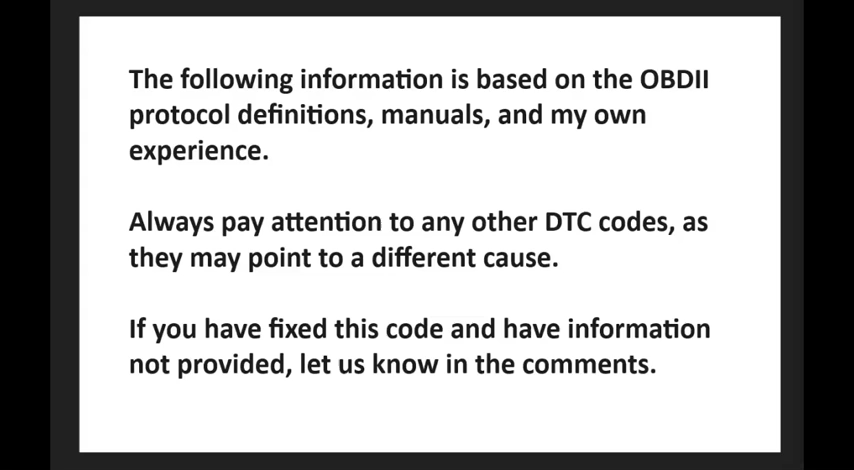 The following information is based on the OBDII
protocol definitions, manuals, and my own
experience.
Always pay attention to any other DTC codes, as
they may point to a different cause.
If you have fixed this code and have information
not provided, let us know in the comments.